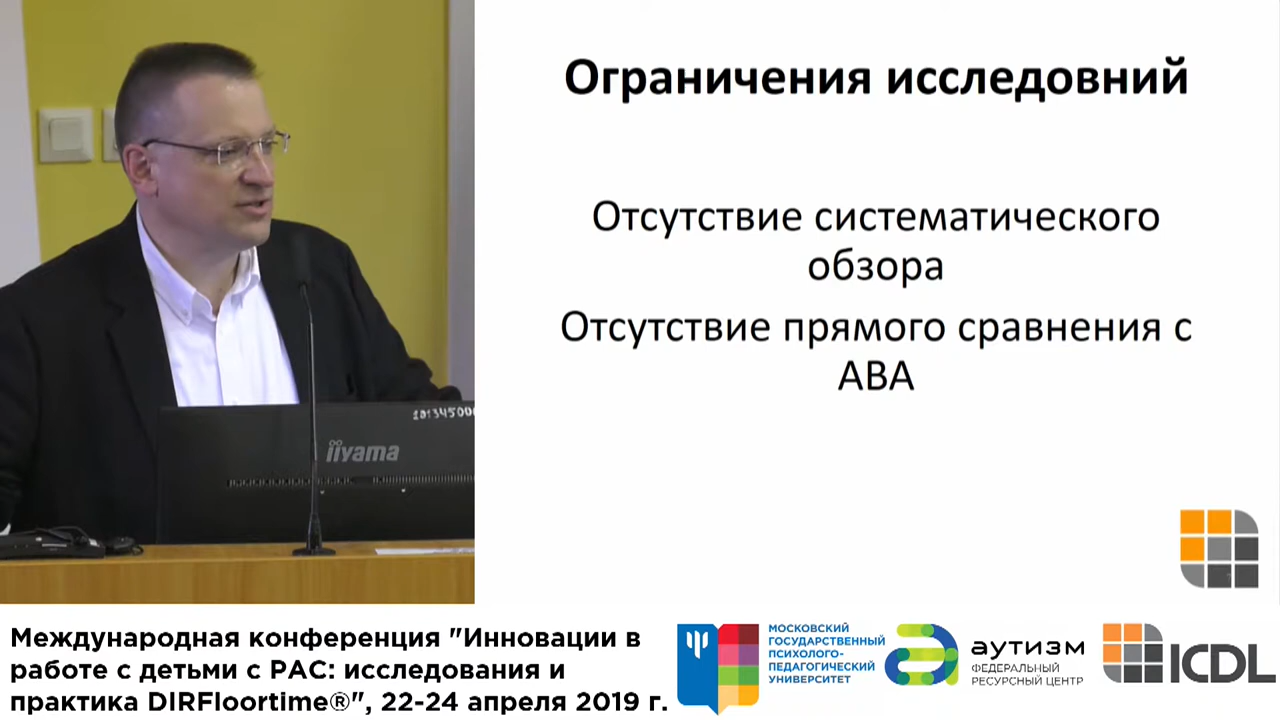 Ограничения исследовний
Отсутствие систематического
обзора
Отсутствие прямого сравнения с
АВА
iiyama
Международная конференция "Инновации в
работе с детьми с РАС: исследования и
практика DIRFloortime®", 22-24 апреля 2019 г.
МОСКОВСКИЙ
ГОСУДАРСТВЕННЫЙ
ПСИХОЛОГО-
ПЕДАГОГИЧЕСКИЙ
УНИВЕРСИТЕТ
аутизм
ФЕДЕРАЛЬНЫЙ
РЕСУРСНЫЙ ЦЕНТР
ICDL